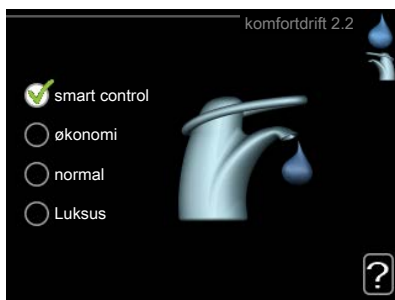 komfortdrift 2.2
smart control
økonomi
normal
Luksus
?